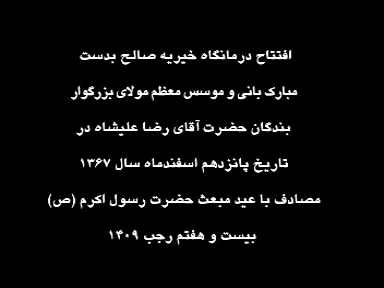 افتتاح درمانگاه خیریه صالح بدست
مبارک بانی و موسس معظم مولای بزرگوار
بندگان حضرت آقای رضا علیشاه در
تاریخ پانزدهم اسفندماه سال ۱۳۶۷
مصادف با عید مبعث حضرت رسول اکرم (ص)
بیست و هفتم رجب ۱۴۰۹